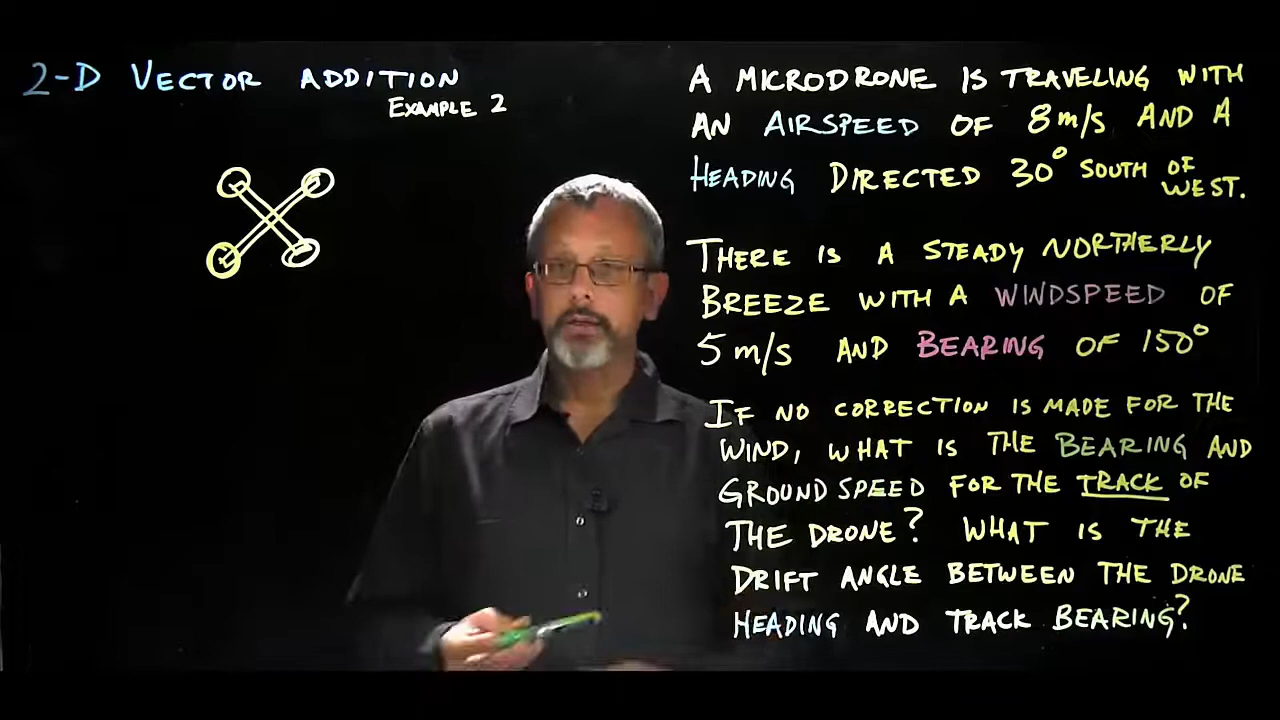 2-D VECTOR ADDITION
EXAMPLE 2
A MICRODRONE IS TRAVELING WITH
AN AIRSPEED OF 8 m/s AND A
HEADING DIRECTED 30° SOUTH OF WEST.
THERE IS A STEADY NORTHERLY
BREEZE WITH A WINDSPEED OF
5 m/s AND BEARING OF 150°
IF NO CORRECTION IS MADE FOR THE
WIND, WHAT IS THE BEARING AND
GROUND SPEED FOR THE TRACK OF
THE DRONE? WHAT IS THE
DRIFT ANGLE BETWEEN THE DRONE
HEADING AND TRACK BEARING?